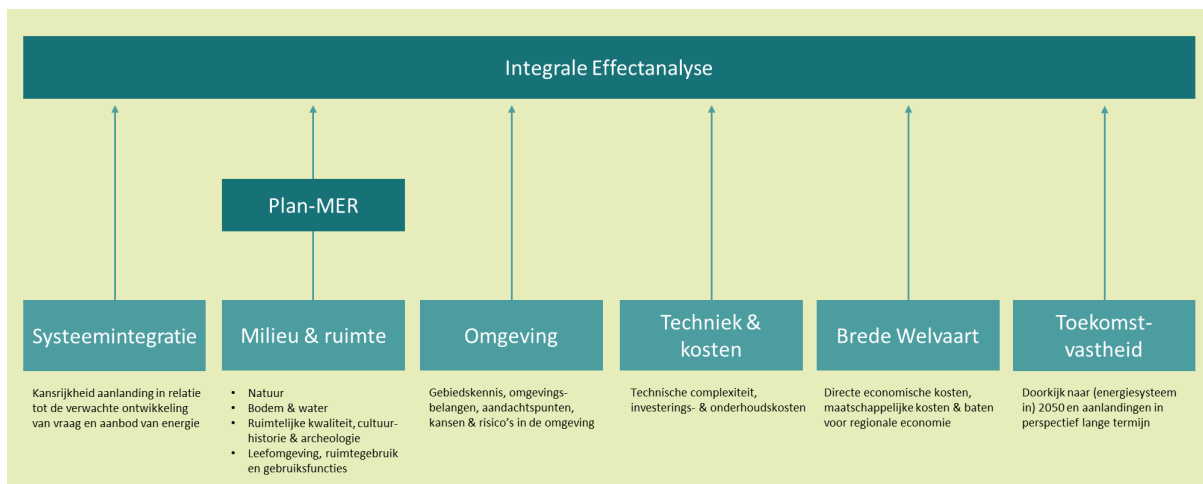 Integrale Effectanalyse
Plan-MER
Systeemintegratie
Kansrijkheid aanlanding in relatie
tot de verwachte ontwikkeling
van vraag en aanbod van energie
Milieu & ruimte
• Natuur
• Bodem & water
• Ruimtelijke kwaliteit, cultuur-
historie & archeologie
• Leefomgeving, ruimtegebruik
en gebruiksfuncties
Omgeving
Gebiedskennis, omgevings-
belangen, aandachtspunten,
kansen & risico's in de omgeving
Techniek &
kosten
Technische complexiteit,
investerings- & onderhoudskosten
Brede Welvaart
Directe economische kosten,
maatschappelijke kosten & baten
voor regionale economie
Toekomst-
vastheid
Doorkijk naar (energiesysteem
in) 2050 en aanlandingen in
perspectief lange termijn